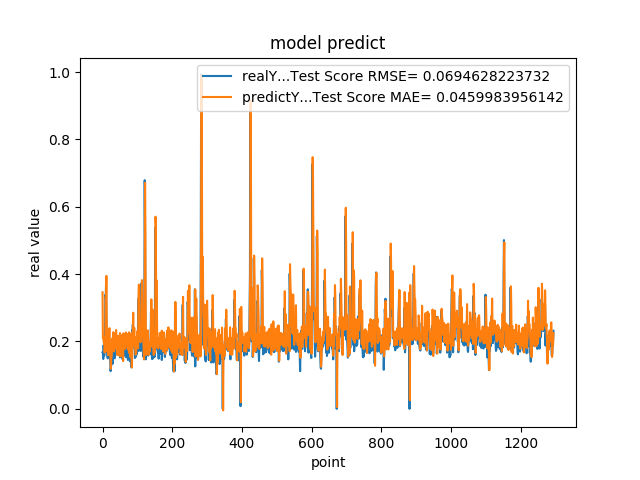 model predict
realY...Test Score RMSE= 0.0694628223732
predictY...Test Score MAE= 0.0459983956142
1.0
0.8
0.6
0.4
0.2
0.0
real value
0 200 400 600 800 1000 1200
point